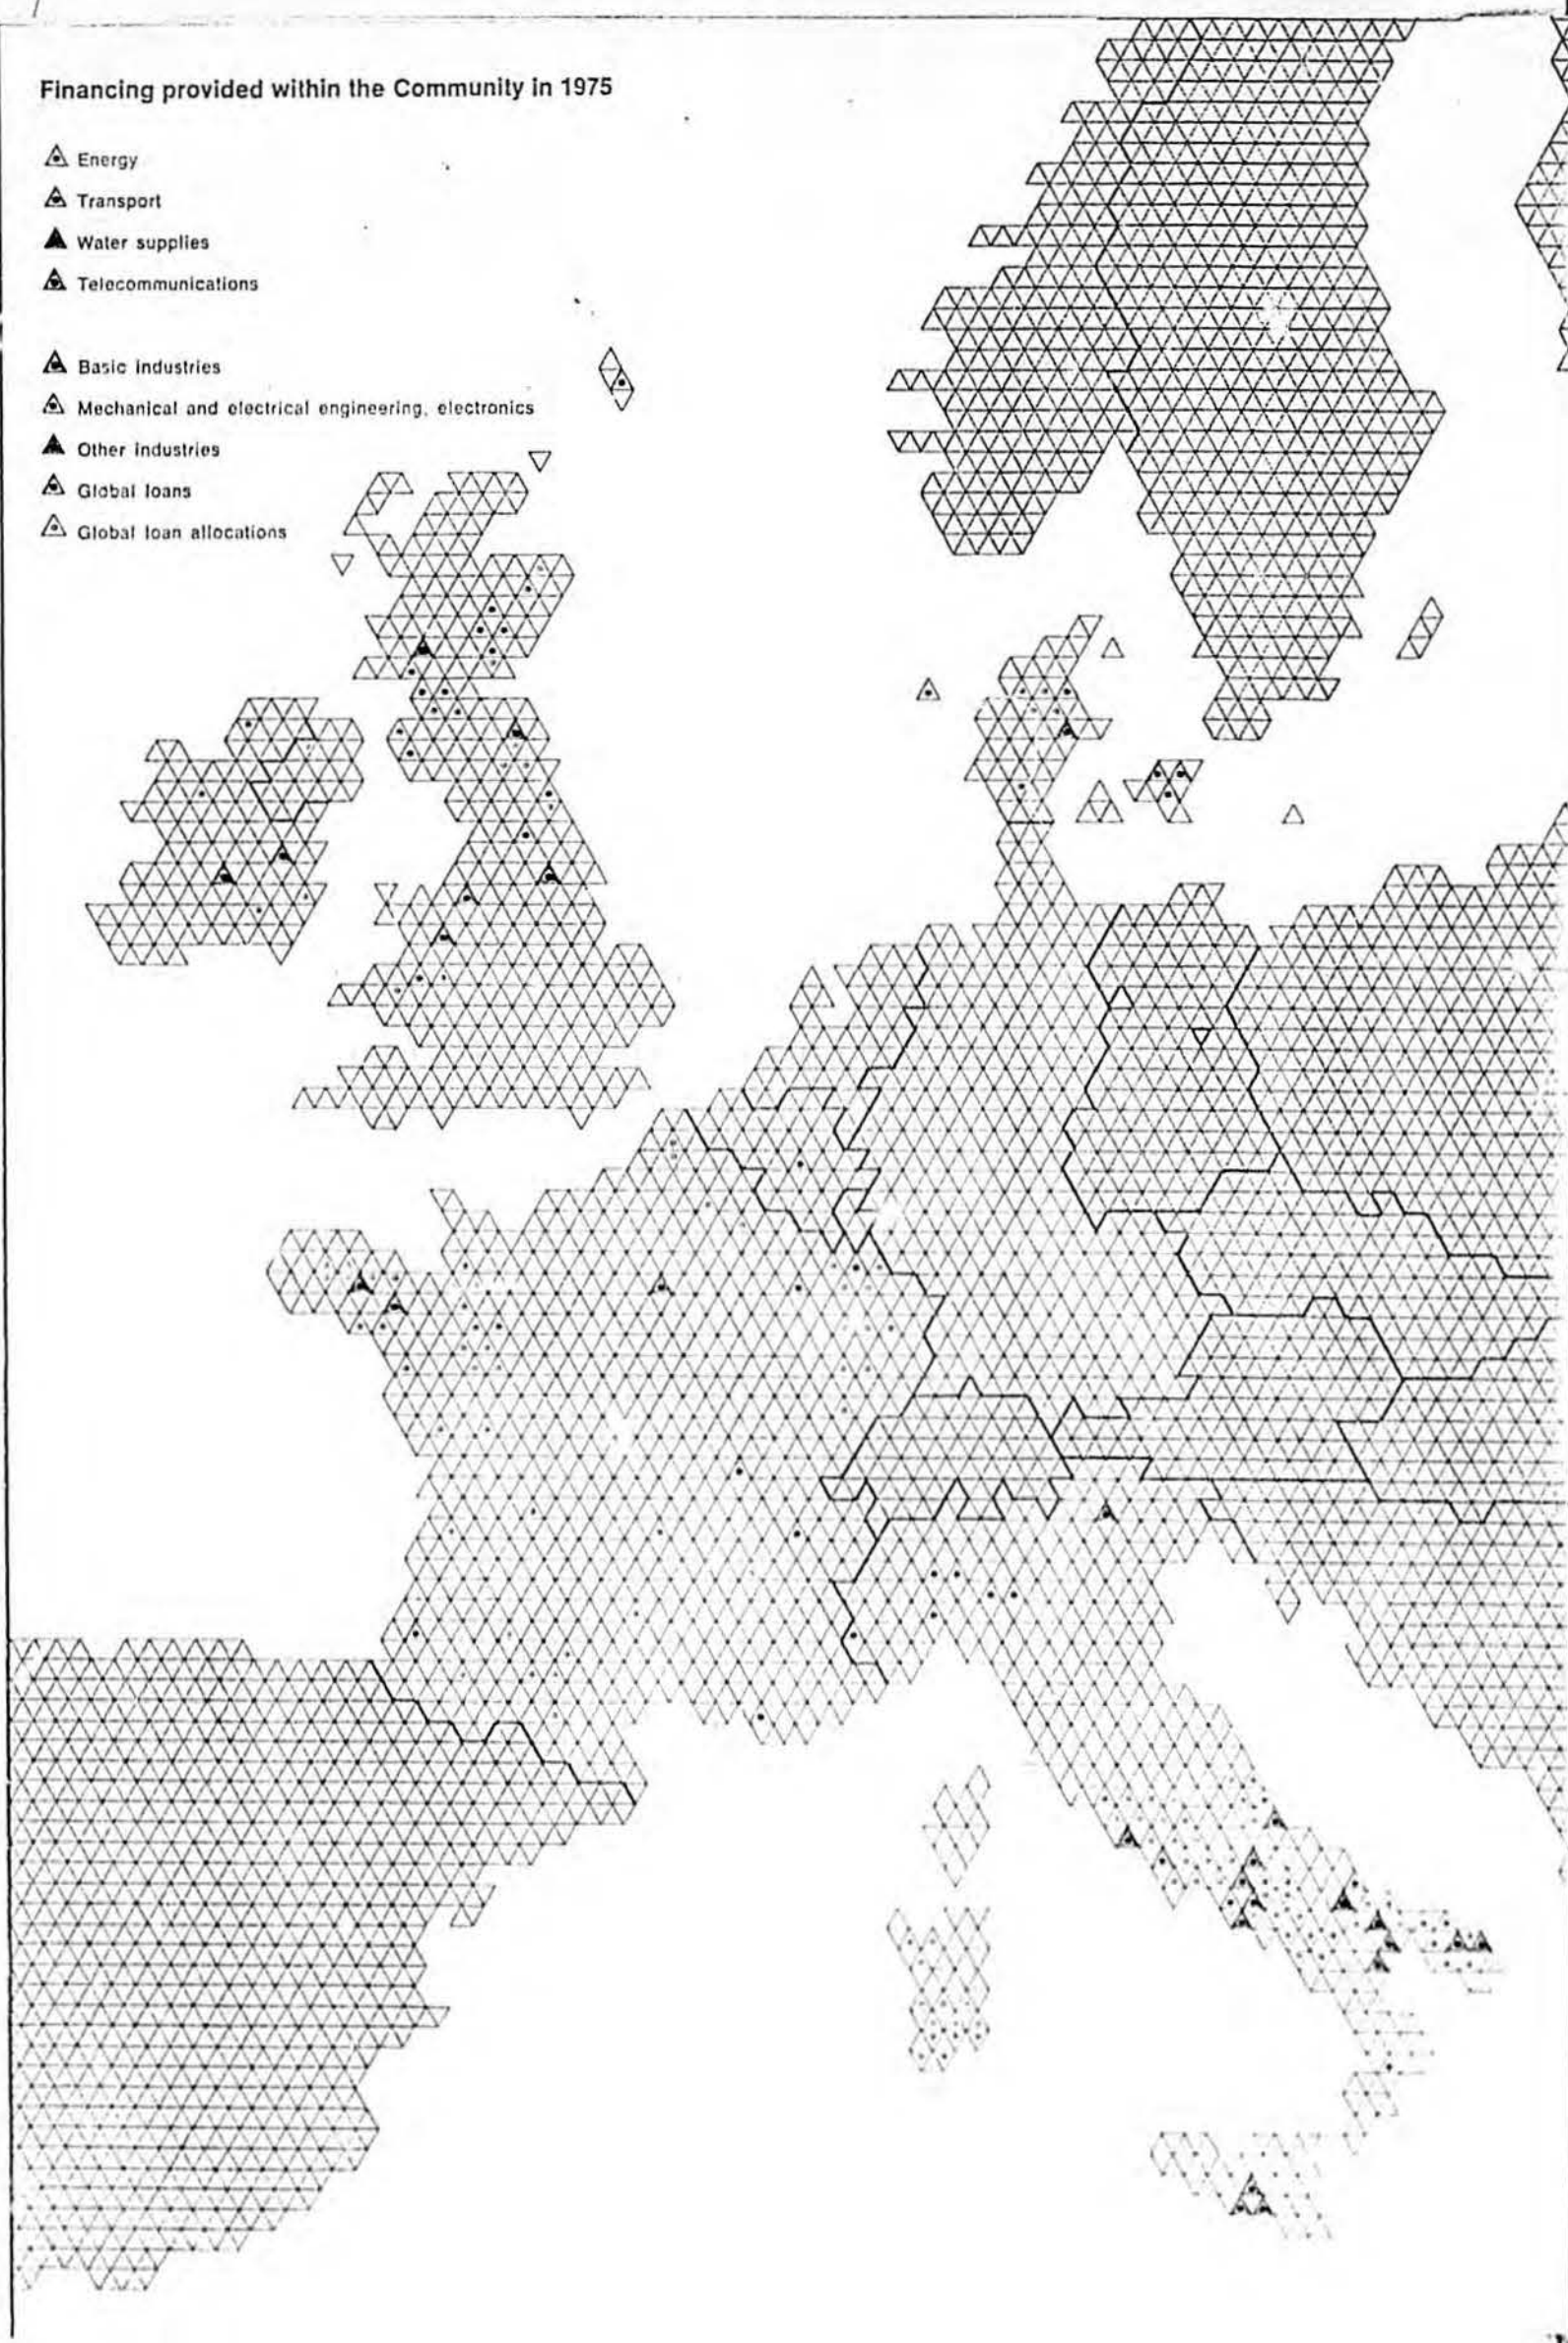 Financing provided within the Community in 1975
Energy
Transport
Water supplies
Telecommunications
Basic industries
Mechanical and electrical engineering, electronics
Other industries
Global loans
Global loan allocations